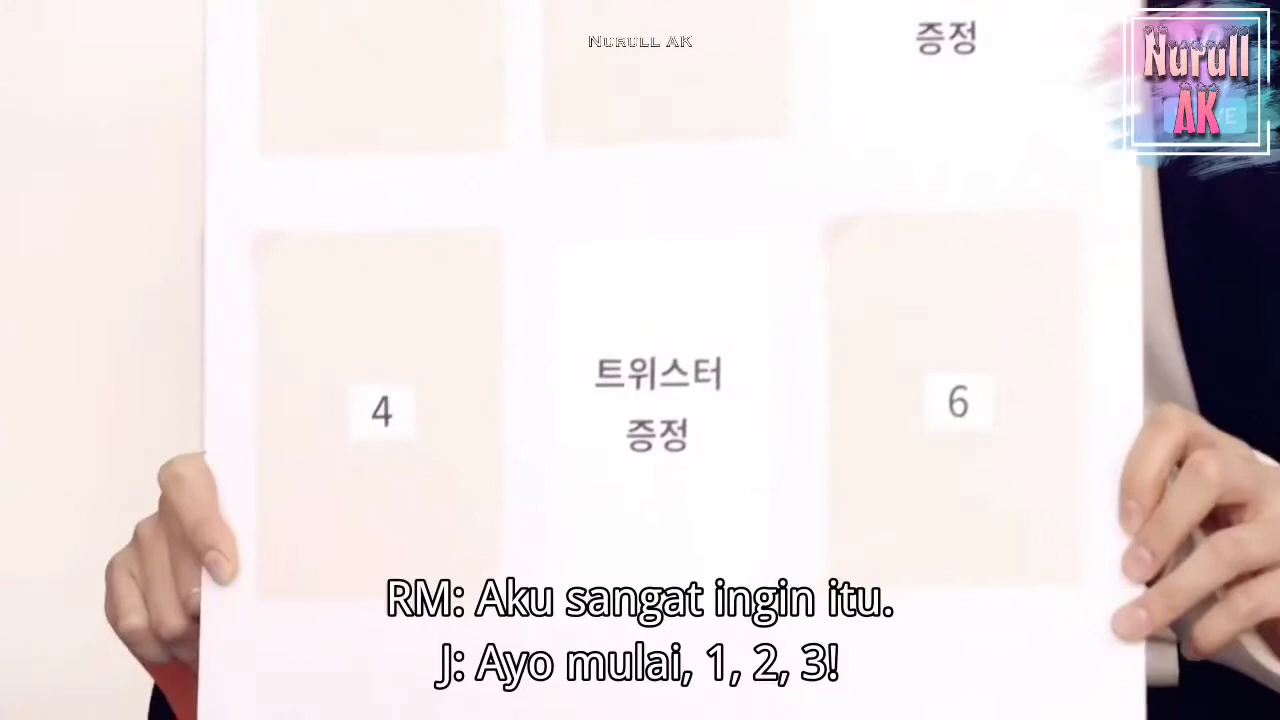 NURULL AK
증정
Nurull
AK
4
트위스터
증정
6
RM: Aku sangat ingin itu.
J: Ayo mulai, 1, 2, 3!